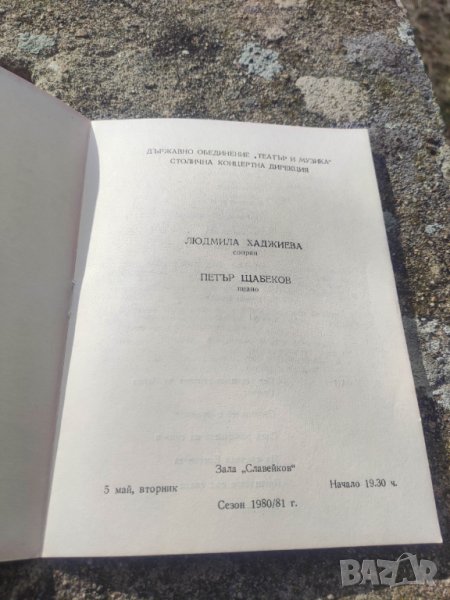 ДЪРЖАВНО ОБЕДИНЕНИЕ „ТЕАТЪР И МУЗИКА“
СТОЛИЧНА КОНЦЕРТНА ДИРЕКЦИЯ
ЛЮДМИЛА ХАДЖИЕВА
сопран
ПЕТЪР ЩАБЕКОВ
пиано
Зала „Славейков“
5 май, вторник Начало 19.30 ч.
Сезон 1980/81 г.
BAZAR